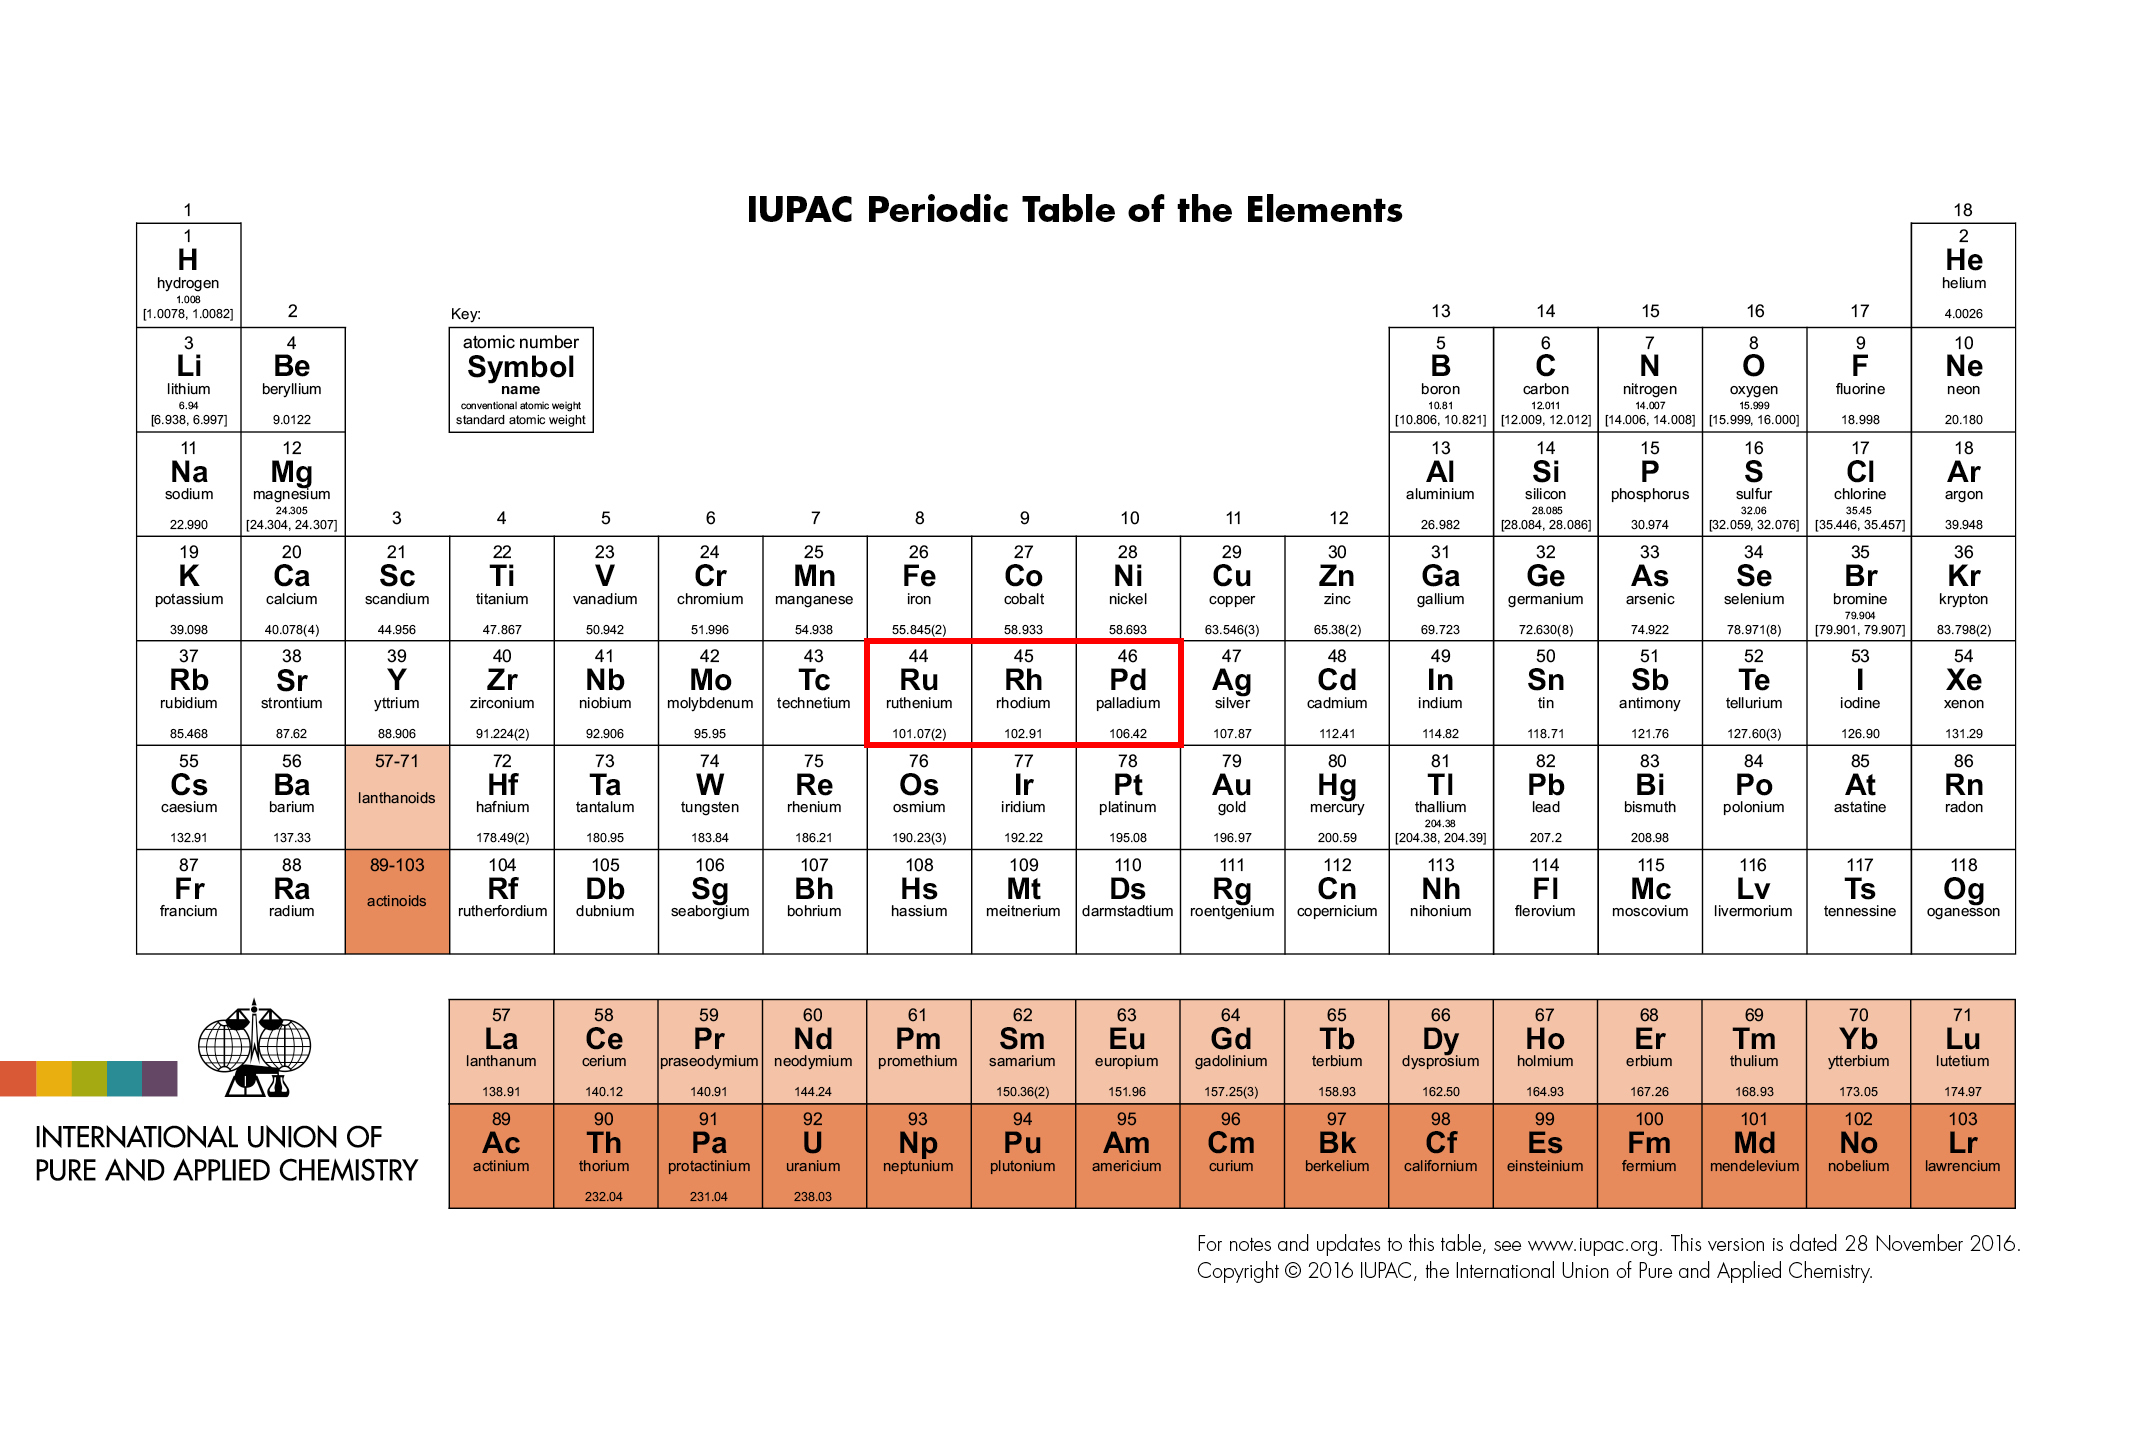 IUPAC Periodic Table of the Elements
1 18
1 2
H He
hydrogen helium
1.008
[1.0078, 1.0082] 2 Key: 13 14 15 16 17 4.0026
3 4 atomic number 5 6 7 8 9 10
Li Be Symbol B C N O F Ne
lithium beryllium name boron carbon nitrogen oxygen fluorine neon
6.94 conventional atomic weight 10.81 12.011 14.007 15.999
[6.938, 6.997] 9.0122 standard atomic weight [10.806, 10.821] [12.009, 12.012] [14.006, 14.008] [15.999, 16.000] 18.998 20.180
11 12 13 14 15 16 17 18
Na Mg Al Si P S Cl Ar
sodium magnesium aluminium silicon phosphorus sulfur chlorine argon
24.305 28.085 32.06 35.45
22.990 [24.304, 24.307] 3 4 5 6 7 8 9 10 11 12 26.982 [28.084, 28.086] 30.974 [32.059, 32.076] [35.446, 35.457] 39.948
19 20 21 22 23 24 25 26 27 28 29 30 31 32 33 34 35 36
K Ca Sc Ti V Cr Mn Fe Co Ni Cu Zn Ga Ge As Se Br Kr
potassium calcium scandium titanium vanadium chromium manganese iron cobalt nickel copper zinc gallium germanium arsenic selenium bromine krypton
79.904
39.098 40.078(4) 44.956 47.867 50.942 51.996 54.938 55.845(2) 58.933 58.693 63.546(3) 65.38(2) 69.723 72.630(8) 74.922 78.971(8) [79.901, 79.907] 83.798(2)
37 38 39 40 41 42 43 44 45 46 47 48 49 50 51 52 53 54
Rb Sr Y Zr Nb Mo Tc Ru Rh Pd Ag Cd In Sn Sb Te I Xe
rubidium strontium yttrium zirconium niobium molybdenum technetium ruthenium rhodium palladium silver cadmium indium tin antimony tellurium iodine xenon
85.468 87.62 88.906 91.224(2) 92.906 95.95 101.07(2) 102.91 106.42 107.87 112.41 114.82 118.71 121.76 127.60(3) 126.90 131.29
55 56 57-71 72 73 74 75 76 77 78 79 80 81 82 83 84 85 86
Cs Ba lanthanoids Hf Ta W Re Os Ir Pt Au Hg Tl Pb Bi Po At Rn
caesium barium hafnium tantalum tungsten rhenium osmium iridium platinum gold mercury thallium lead bismuth polonium astatine radon
204.38
132.91 137.33 178.49(2) 180.95 183.84 186.21 190.23(3) 192.22 195.08 196.97 200.59 [204.38, 204.39] 207.2 208.98
87 88 89-103 104 105 106 107 108 109 110 111 112 113 114 115 116 117 118
Fr Ra actinoids Rf Db Sg Bh Hs Mt Ds Rg Cn Nh Fl Mc Lv Ts Og
francium radium rutherfordium dubnium seaborgium bohrium hassium meitnerium darmstadtium roentgenium copernicium nihonium flerovium moscovium livermorium tennessine oganesson
57 58 59 60 61 62 63 64 65 66 67 68 69 70 71
La Ce Pr Nd Pm Sm Eu Gd Tb Dy Ho Er Tm Yb Lu
lanthanum cerium praseodymium neodymium promethium samarium europium gadolinium terbium dysprosium holmium erbium thulium ytterbium lutetium
138.91 140.12 140.91 144.24 150.36(2) 151.96 157.25(3) 158.93 162.50 164.93 167.26 168.93 173.05 174.97
89 90 91 92 93 94 95 96 97 98 99 100 101 102 103
Ac Th Pa U Np Pu Am Cm Bk Cf Es Fm Md No Lr
actinium thorium protactinium uranium neptunium plutonium americium curium berkelium californium einsteinium fermium mendelevium nobelium lawrencium
232.04 231.04 238.03
INTERNATIONAL UNION OF
PURE AND APPLIED CHEMISTRY
For notes and updates to this table, see www.iupac.org. This version is dated 28 November 2016.
Copyright © 2016 IUPAC, the International Union of Pure and Applied Chemistry.